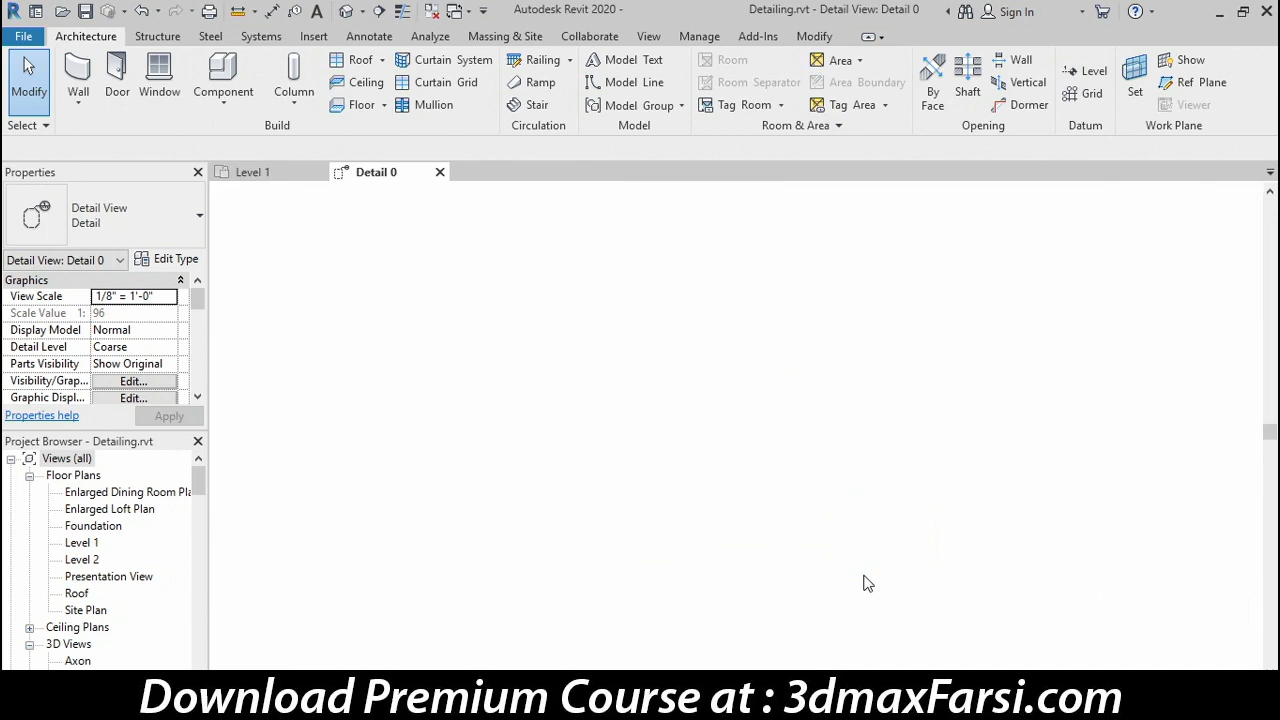 Autodesk Revit 2020 -
Detailing.rvt - Detail View: Detail 0
Sign In
File
Architecture
Structure
Steel
Systems
Insert
Annotate
Analyze
Massing & Site
Collaborate
View
Manage
Add-Ins
Modify
Modify
Wall
Door
Window
Component
Column
Roof
Ceiling
Floor
Curtain System
Curtain Grid
Mullion
Railing
Ramp
Stair
Model Text
Model Line
Model Group
Room
Room Separator
Tag Room
Area
Area Boundary
Tag Area
By Face
Shaft
Wall
Vertical
Dormer
Level
Grid
Set
Show
Ref Plane
Viewer
Select
Build
Circulation
Model
Room & Area
Opening
Datum
Work Plane
Properties
Level 1
Detail 0
Detail View
Detail
Detail View: Detail 0
Edit Type
Graphics
View Scale
1/8" = 1'-0"
Scale Value 1:
96
Display Model
Normal
Detail Level
Coarse
Parts Visibility
Show Original
Visibility/Grap...
Edit...
Graphic Displ...
Edit...
Properties help
Apply
Project Browser - Detailing.rvt
Views (all)
Floor Plans
Enlarged Dining Room Pla
Enlarged Loft Plan
Foundation
Level 1
Level 2
Presentation View
Roof
Site Plan
Ceiling Plans
3D Views
Axon
Download Premium Course at : 3dmaxFarsi.com